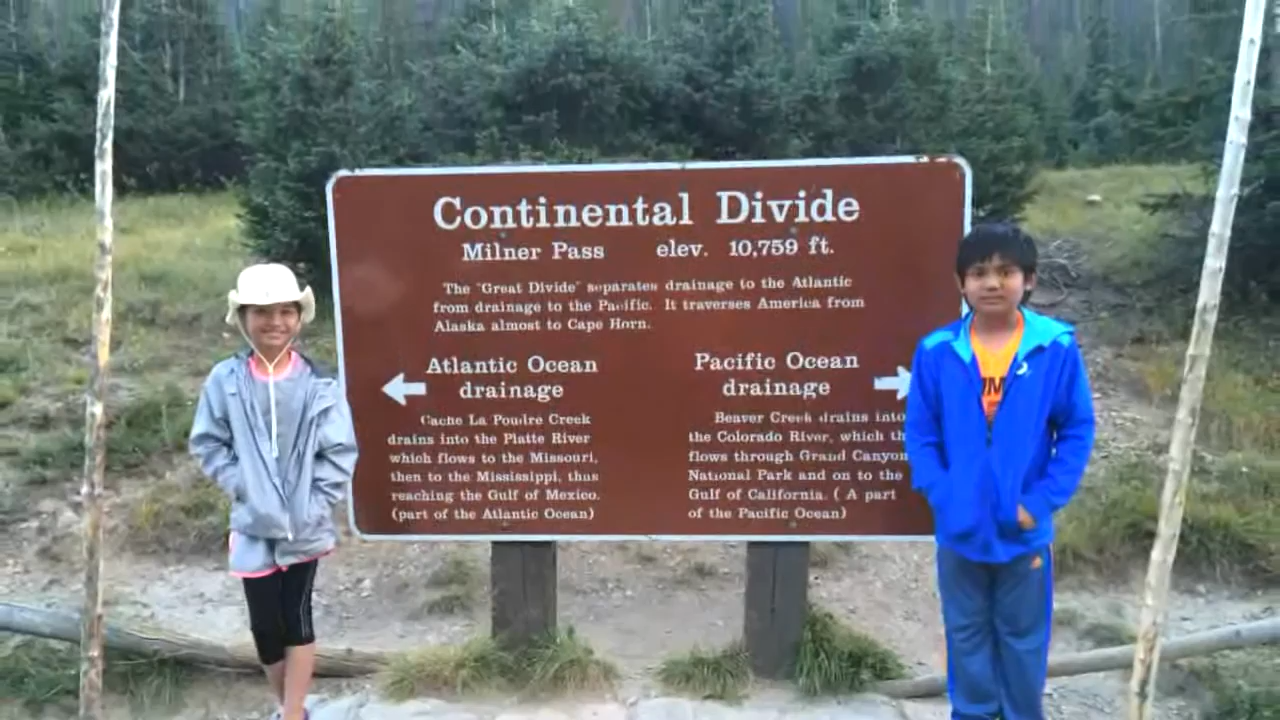 Continental Divide
Milner Pass elev. 10,759 ft.
The "Great Divide" separates drainage to the Atlantic
from drainage to the Pacific. It traverses America from
Alaska almost to Cape Horn.
Atlantic Ocean
drainage
Cache La Poudre Creek
drains into the Platte River
which flows to the Missouri,
then to the Mississippi, thus
reaching the Gulf of Mexico.
(part of the Atlantic Ocean)
Pacific Ocean
drainage
Beaver Creek drains into
the Colorado River, which th
flows through Grand Canyon
National Park and on to the
Gulf of California. ( A part
of the Pacific Ocean)